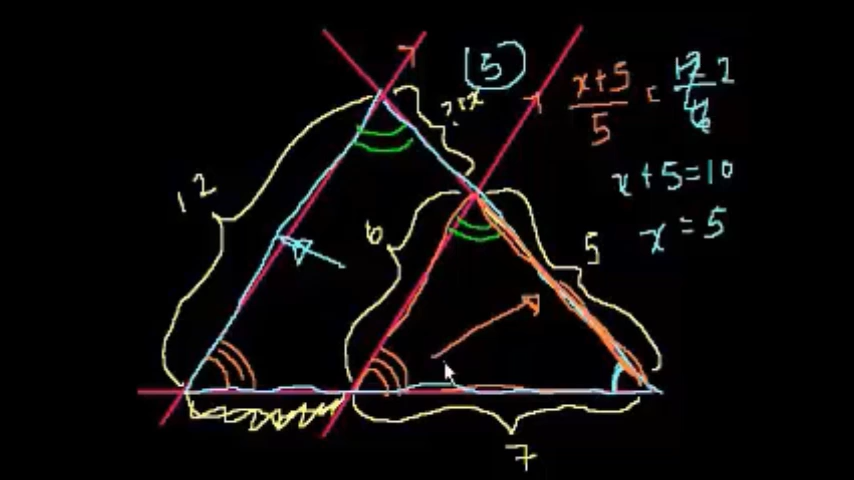 5
x+5 = 12 2
5 6
x+5=10
x = 5
? = x
12
6
5
7